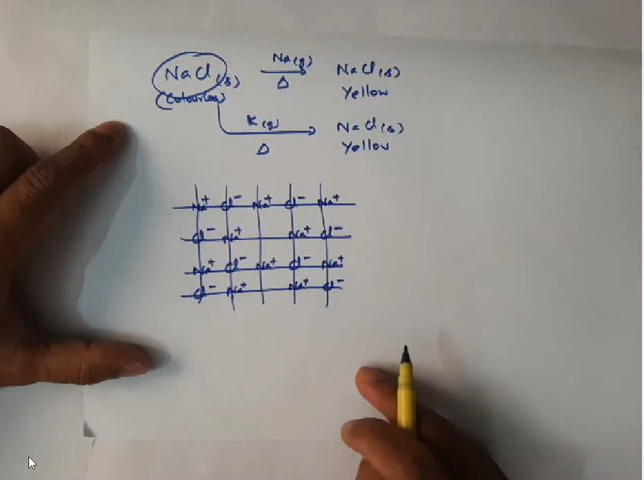 NaCl(s) Na(g) NaCl(s)
(Colourless) Δ Yellow
K(g) NaCl(s)
Δ Yellow
Na+ Cl- Na+ Cl- Na+
Cl- Na+ Na+ Cl-
Na+ Cl- Na+ Cl- Na+
Cl- Na+ Na+ Cl-